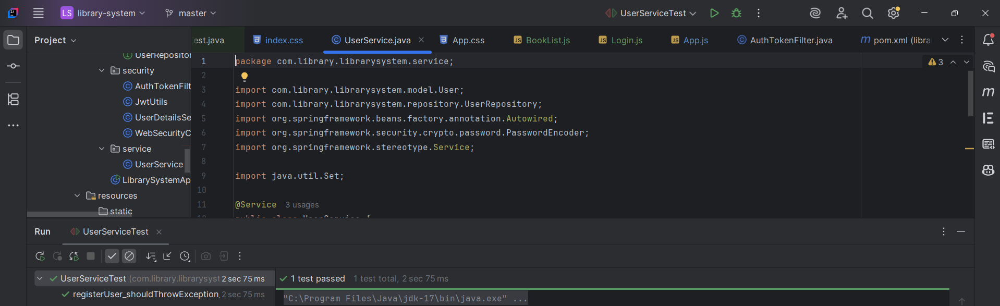 LS library-system master UserServiceTest
Project
est.java index.css UserService.java App.css BookList.js Login.js App.js AuthTokenFilter.java pom.xml (libra
UserRepositor
security
AuthTokenFilt
JwtUtils
UserDetailsSe
WebSecurityC
service
UserService
LibrarySystemAp
resources
static
1 package com.library.librarysystem.service;
3
2
3 import com.library.librarysystem.model.User;
4 import com.library.librarysystem.repository.UserRepository;
5 import org.springframework.beans.factory.annotation.Autowired;
6 import org.springframework.security.crypto.password.PasswordEncoder;
7 import org.springframework.stereotype.Service;
8
9 import java.util.Set;
10
11 @Service 3 usages
12 public class UserService {
Run UserServiceTest
UserServiceTest (com.library.librarysyst 2 sec 75 ms
registerUser_shouldThrowException_ 2 sec 75 ms
1 test passed 1 test total, 2 sec 75 ms
"C:\Program Files\Java\jdk-17\bin\java.exe" ...